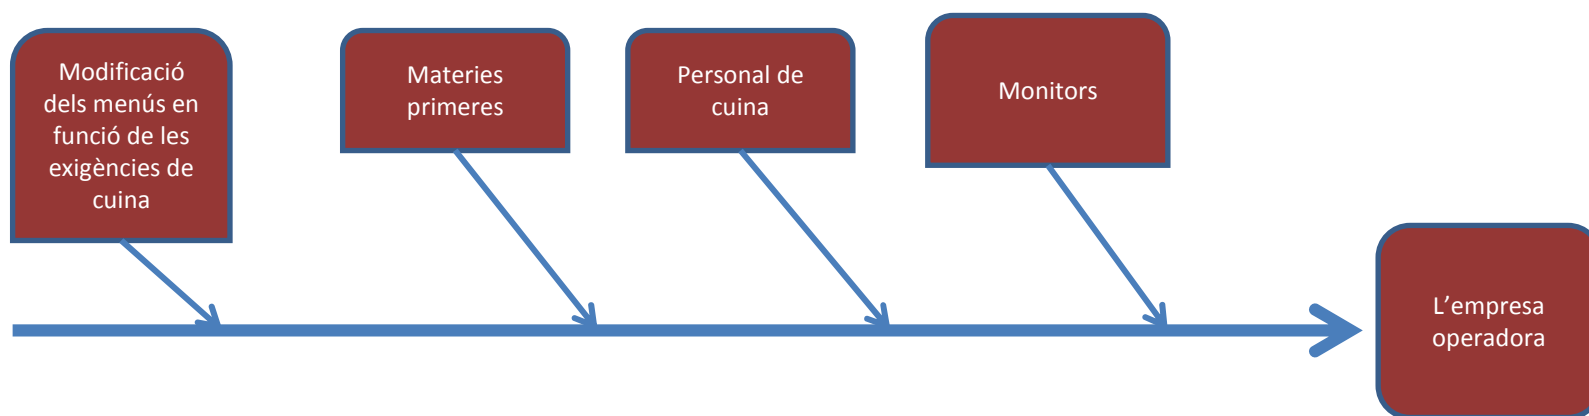 Modificació
dels menús en
funció de les
exigències de
cuina
Materies
primeres
Personal de
cuina
Monitors
L’empresa
operadora